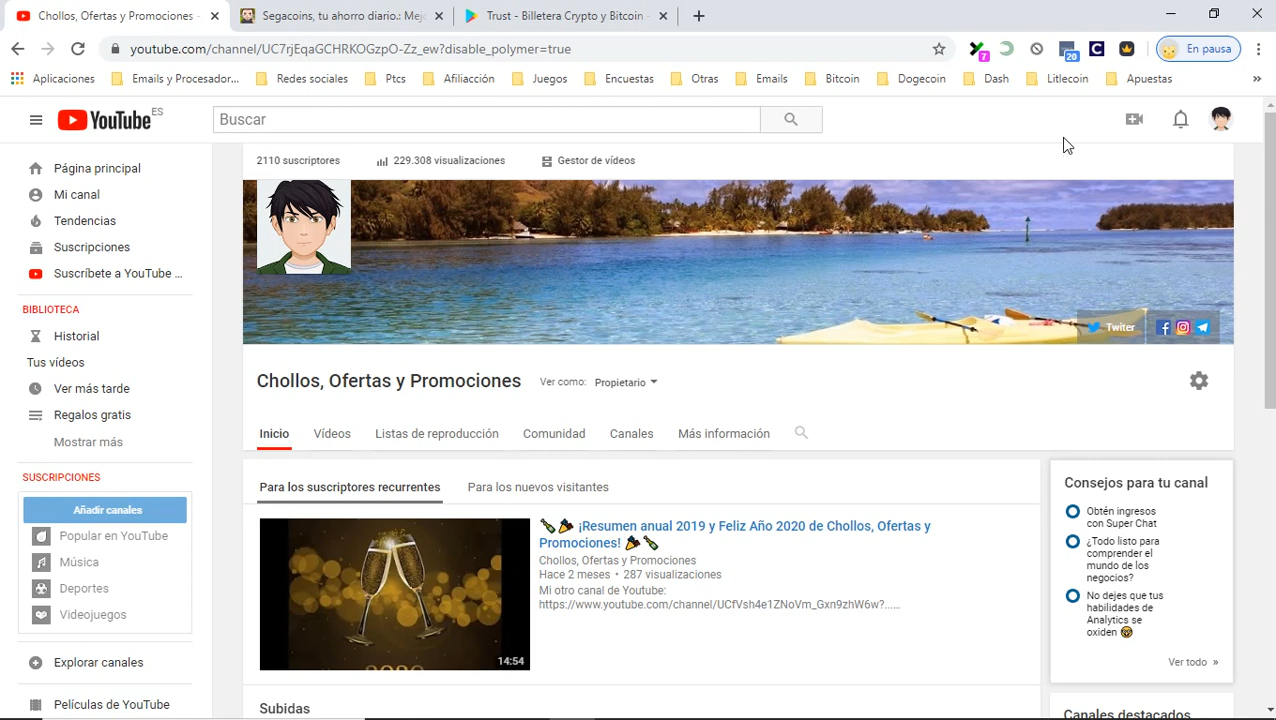 Chollos, Ofertas y Promociones -
Segacoins, tu ahorro diario.: Mejo
Trust - Billetera Crypto y Bitcoin
youtube.com/channel/UC7rjEqaGCHRKOGzpO-Zz_ew?disable_polymer=true
7
20
En pausa
Aplicaciones
Emails y Procesador...
Redes sociales
Ptcs
Afiliacción
Juegos
Encuestas
Otras
Emails
Bitcoin
Dogecoin
Dash
Litlecoin
Apuestas
»
YouTube ES
Buscar
2110 suscriptores
229.308 visualizaciones
Gestor de vídeos
Página principal
Mi canal
Tendencias
Suscripciones
Suscríbete a YouTube ...
BIBLIOTECA
Historial
Tus vídeos
Ver más tarde
Regalos gratis
Mostrar más
SUSCRIPCIONES
Añadir canales
Popular en YouTube
Música
Deportes
Videojuegos
Explorar canales
Películas de YouTube
Twiter
Chollos, Ofertas y Promociones
Ver como: Propietario
Inicio
Vídeos
Listas de reproducción
Comunidad
Canales
Más información
Para los suscriptores recurrentes
Para los nuevos visitantes
2020
14:54
¡Resumen anual 2019 y Feliz Año 2020 de Chollos, Ofertas y
Promociones!
Chollos, Ofertas y Promociones
Hace 2 meses • 287 visualizaciones
Mi otro canal de Youtube:
https://www.youtube.com/channel/UCfVsh4e1ZNoVm_Gxn9zhW6w?......
Subidas
Consejos para tu canal
Obtén ingresos
con Super Chat
¿Todo listo para
comprender el
mundo de los
negocios?
No dejes que tus
habilidades de
Analytics se
oxiden
Ver todo »
Canales destacados